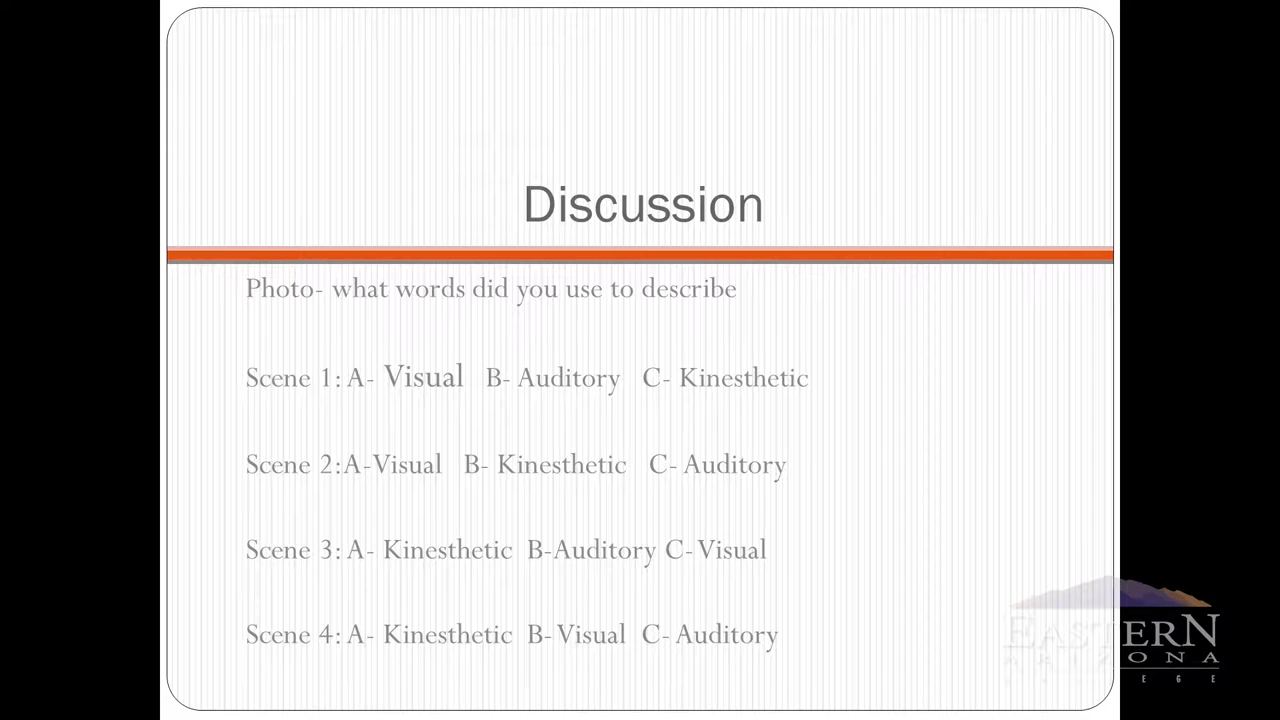 Discussion
Photo- what words did you use to describe
Scene 1: A- Visual B- Auditory C- Kinesthetic
Scene 2: A-Visual B- Kinesthetic C- Auditory
Scene 3: A- Kinesthetic B-Auditory C- Visual
Scene 4: A- Kinesthetic B- Visual C- Auditory
EASTERN
ARIZONA